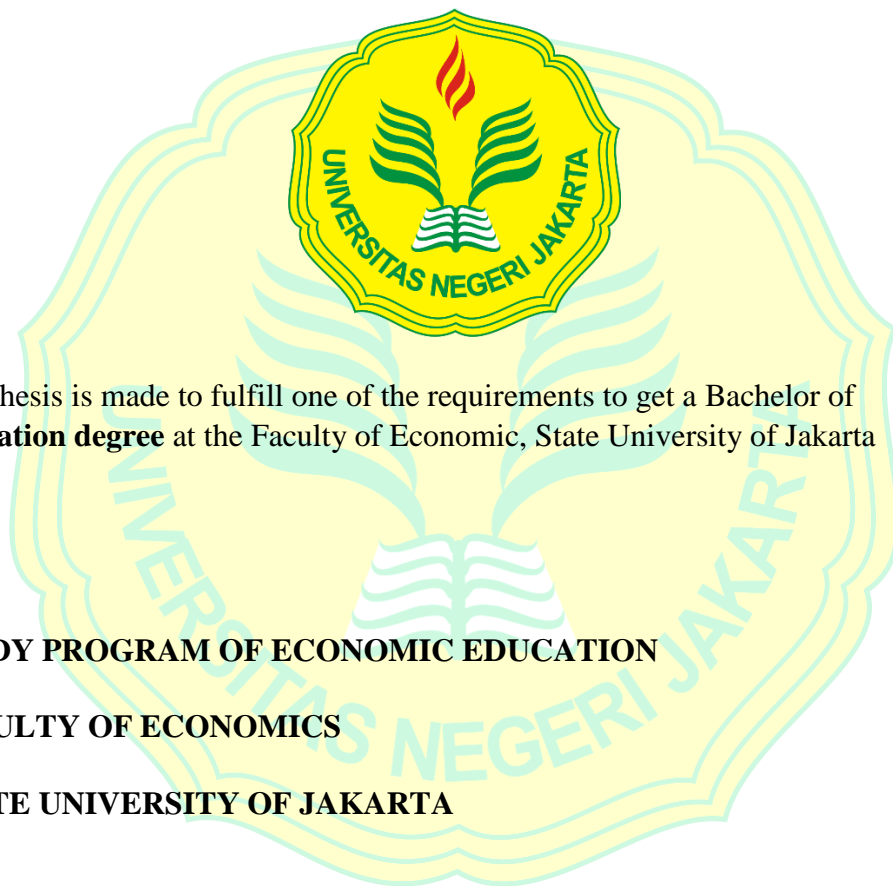 UNIVERSITAS NEGERI JAKARTA
hesis is made to fulfill one of the requirements to get a Bachelor of
ation degree at the Faculty of Economic, State University of Jakarta
DY PROGRAM OF ECONOMIC EDUCATION
ULTY OF ECONOMICS
TE UNIVERSITY OF JAKARTA
UNIVERSITAS NEGERI JAKARTA